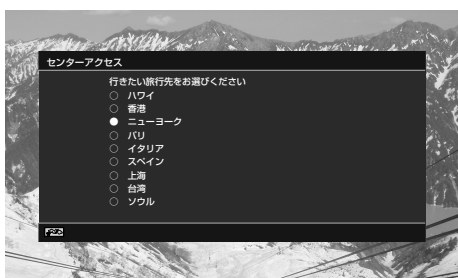 センターアクセス
行きたい旅行先をお選びください
ハワイ
香港
ニューヨーク
バリ
イタリア
スペイン
上海
台湾
ソウル